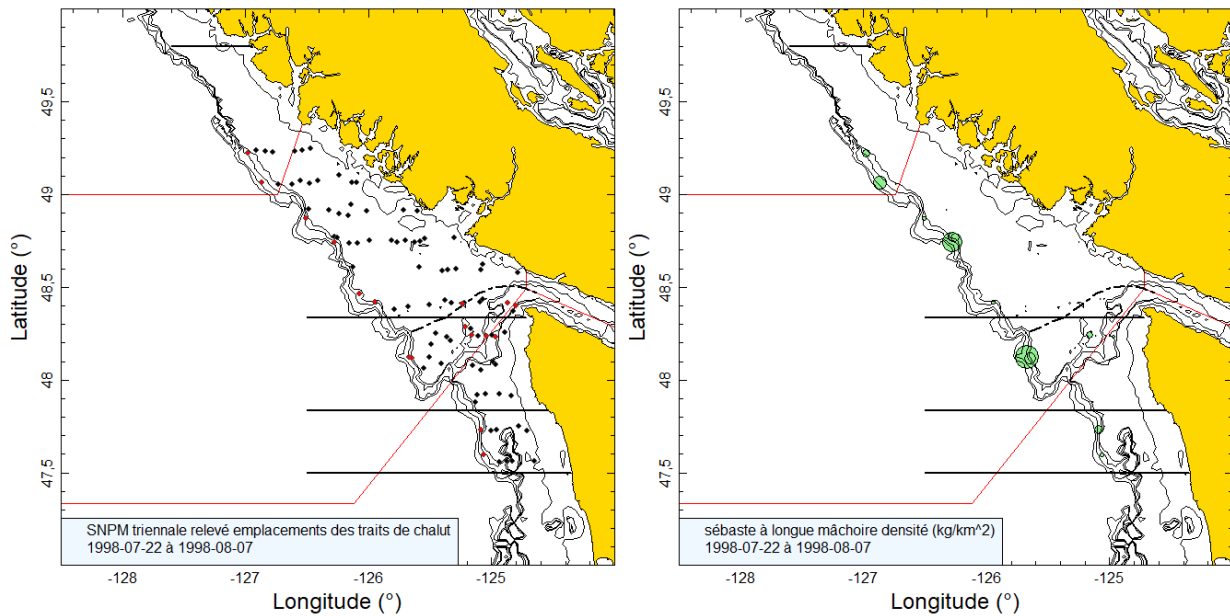 49,5
49
48,5
48
47,5
Latitude (°)
SNPM triennale relevé emplacements des traits de chalut
1998-07-22 à 1998-08-07
-128
-127
-126
-125
Longitude (°)
49,5
49
48,5
48
47,5
Latitude (°)
sébaste à longue mâchoire densité (kg/km^2)
1998-07-22 à 1998-08-07
-128
-127
-126
-125
Longitude (°)